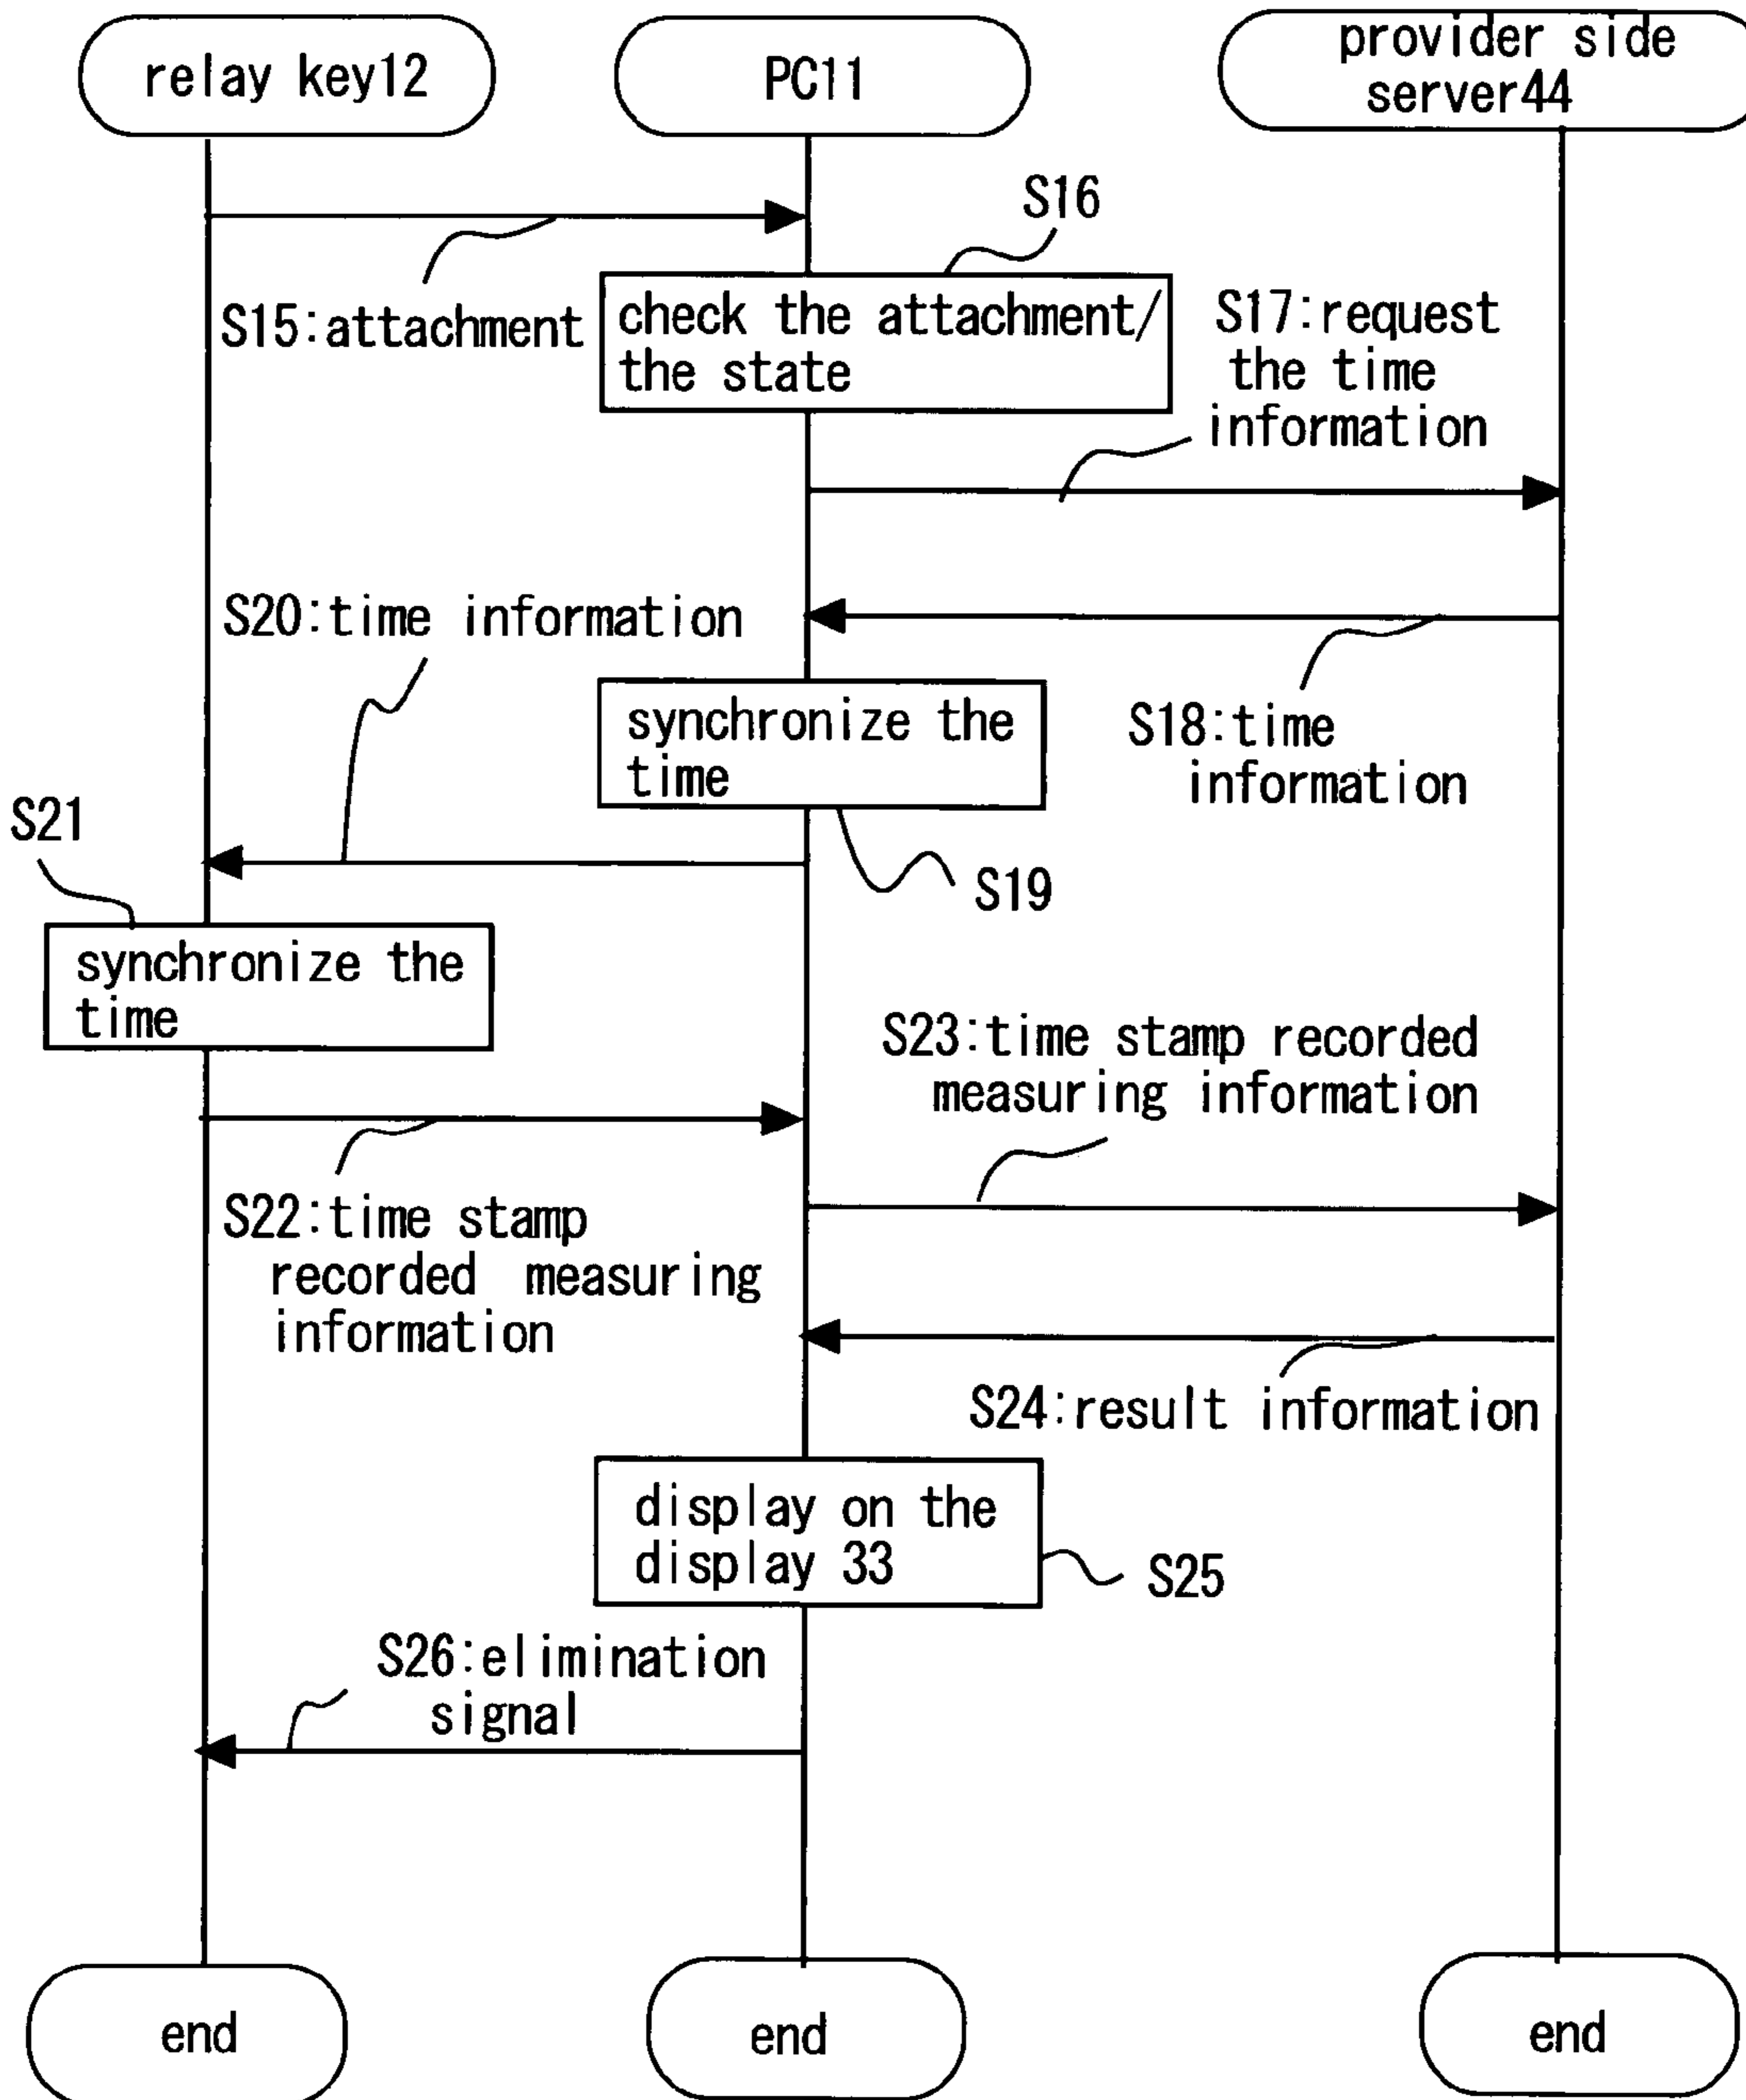 relay key12
PC11
provider side
server44
S16
S15:attachment
check the attachment/
the state
S17:request
the time
information
S20:time information
synchronize the
time
S18:time
information
S21
S19
synchronize the
time
S23:time stamp recorded
measuring information
S22:time stamp
recorded measuring
information
S24:result information
display on the
display 33
S25
S26:elimination
signal
end
end
end